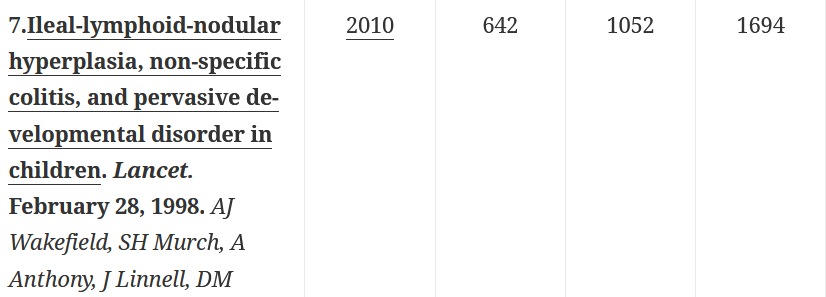 7.Ileal-lymphoid-nodular 2010 642 1052 1694
hyperplasia, non-specific
colitis, and pervasive de-
velopmental disorder in
children. Lancet.
February 28, 1998. AJ
Wakefield, SH Murch, A
Anthony, J Linnell, DM